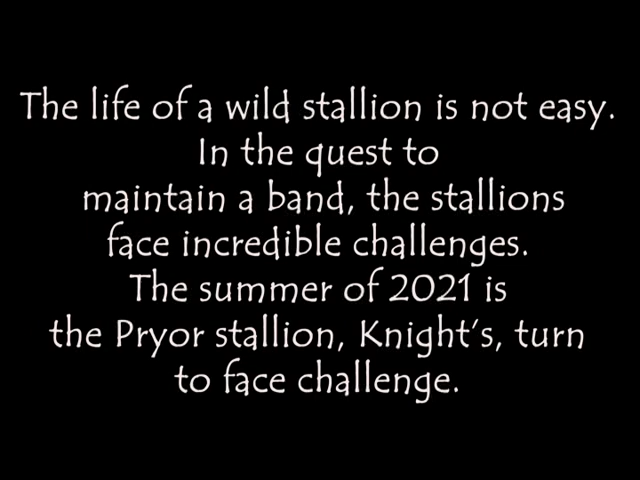 The life of a wild stallion is not easy.
In the quest to
maintain a band, the stallions
face incredible challenges.
The summer of 2021 is
the Pryor stallion, Knight's, turn
to face challenge.